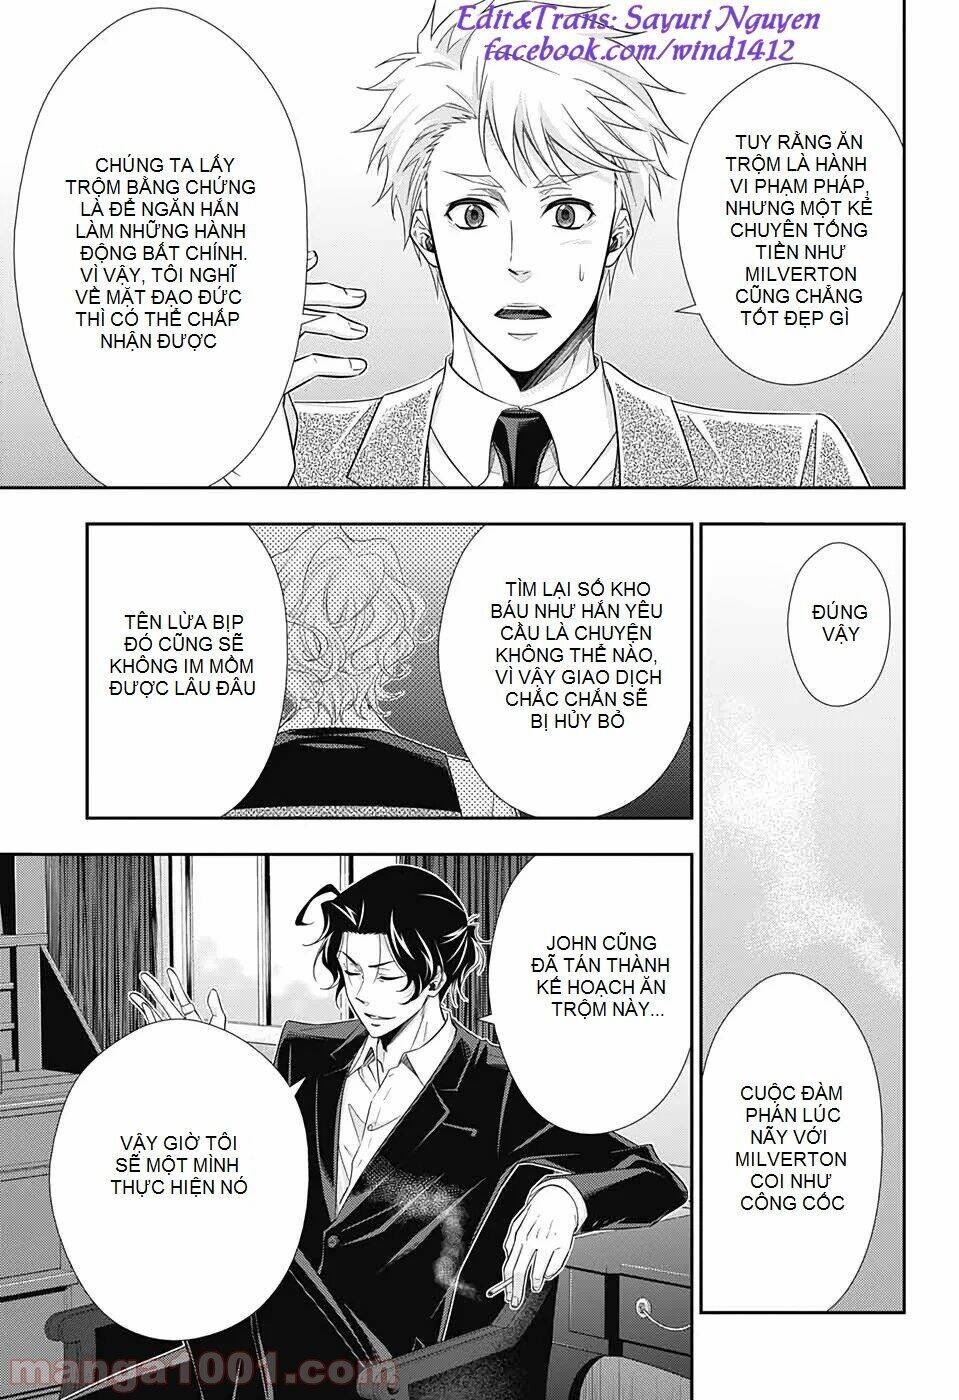 Edit&Trans: Sayuri Nguyen
facebook.com/wind1412
TUY RẰNG ĂN
TRỘM LÀ HÀNH
VI PHẠM PHÁP,
NHƯNG MỘT KẺ
CHUYÊN TỐNG
TIỀN NHƯ
MILVERTON
CŨNG CHẲNG
TỐT ĐẸP GÌ
CHÚNG TA LẤY
TRỘM BẰNG CHỨNG
LÀ ĐỂ NGĂN HẮN
LÀM NHỮNG HÀNH
ĐỘNG BẤT CHÍNH.
VÌ VẬY, TÔI NGHĨ
VỀ MẶT ĐẠO ĐỨC
THÌ CÓ THỂ CHẤP
NHẬN ĐƯỢC
ĐÚNG
VẬY
CUỘC ĐÀM
PHÁN LÚC
NÃY VỚI
MILVERTON
COI NHƯ
CÔNG CỐC
TÌM LẠI SỐ KHO
BÁU NHƯ HẮN YÊU
CẦU LÀ CHUYỆN
KHÔNG THỂ NÀO,
VÌ VẬY GIAO DỊCH
CHẮC CHẮN SẼ
BỊ HỦY BỎ
TÊN LỪA BỊP
ĐÓ CŨNG SẼ
KHÔNG IM MỒM
ĐƯỢC LÂU ĐÂU
JOHN CŨNG
ĐÃ TÁN THÀNH
KẾ HOẠCH ĂN
TRỘM NÀY...
VẬY GIỜ TÔI
SẼ MỘT MÌNH
THỰC HIỆN NÓ
manga1001.com